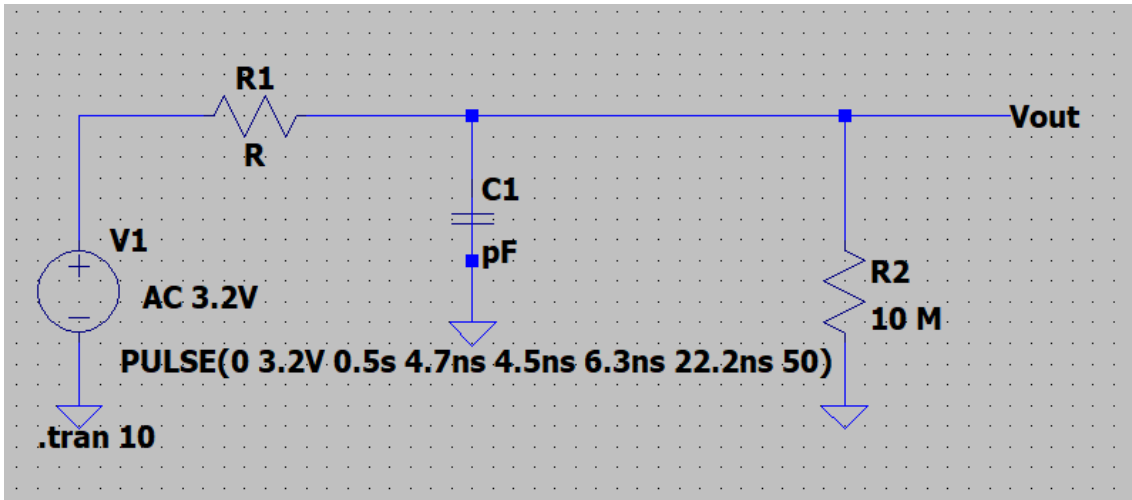 R1
R
Vout
C1
pF
V1
AC 3.2V
R2
10 M
PULSE(0 3.2V 0.5s 4.7ns 4.5ns 6.3ns 22.2ns 50)
.tran 10